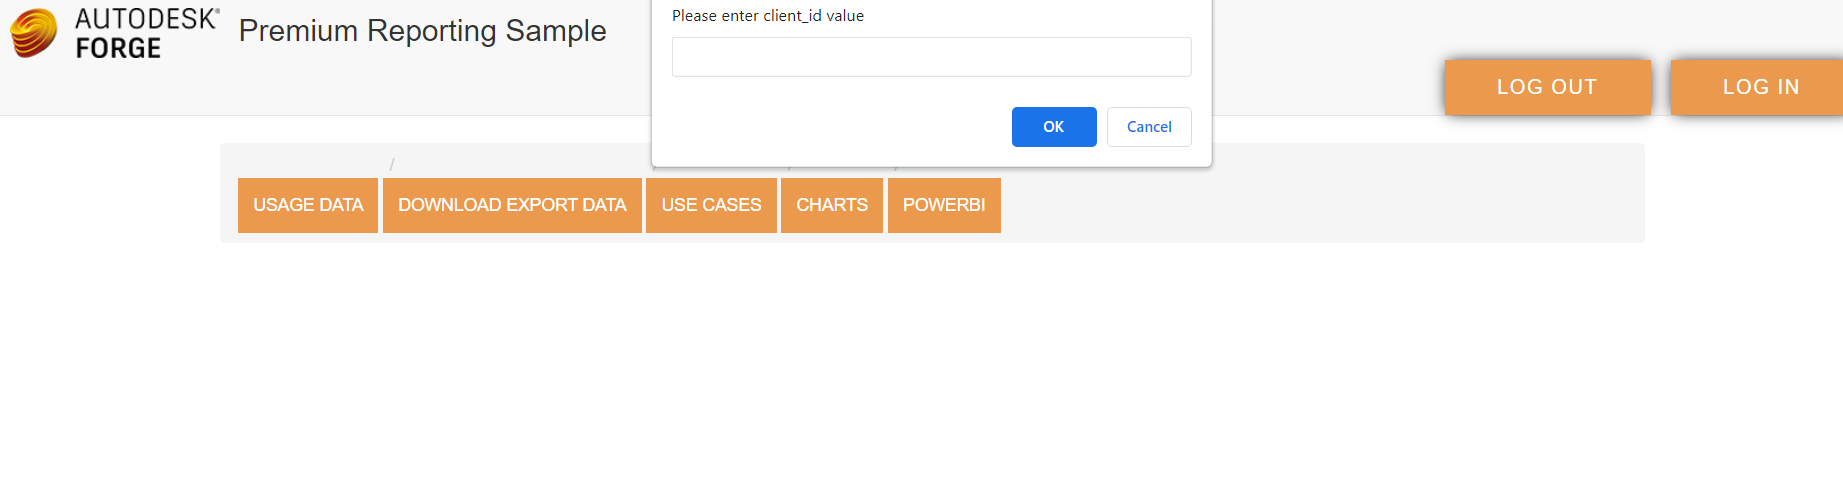 AUTODESK®
FORGE
Premium Reporting Sample
Please enter client_id value
OK
Cancel
LOG OUT
LOG IN
/
USAGE DATA
DOWNLOAD EXPORT DATA
USE CASES
CHARTS
POWERBI